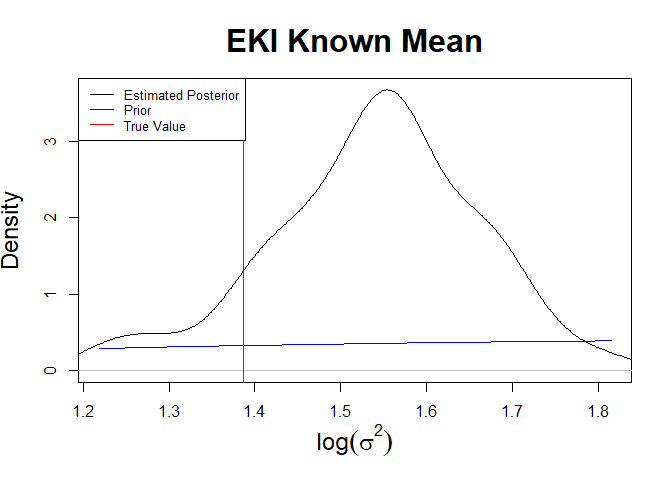 EKI Known Mean
Estimated Posterior
Prior
True Value
Density
0
1
2
3
1.2 1.3 1.4 1.5 1.6 1.7 1.8
log(σ²)